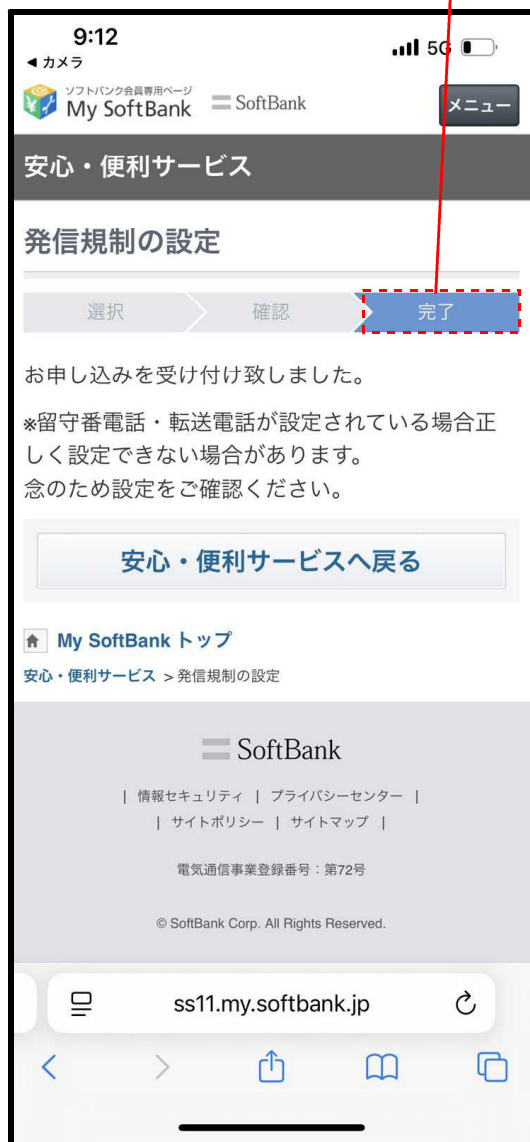 9:12
5G
◀ カメラ
ソフトバンク会員専用ページ
My SoftBank
SoftBank
メニュー
安心・便利サービス
発信規制の設定
選択
確認
完了
お申し込みを受け付け致しました。
※留守番電話・転送電話が設定されている場合正
しく設定できない場合があります。
念のため設定をご確認ください。
安心・便利サービスへ戻る
My SoftBank トップ
安心・便利サービス >発信規制の設定
SoftBank
| 情報セキュリティ | プライバシーセンター |
| サイトポリシー | サイトマップ |
電気通信事業登録番号：第72号
© SoftBank Corp. All Rights Reserved.
ss11.my.softbank.jp